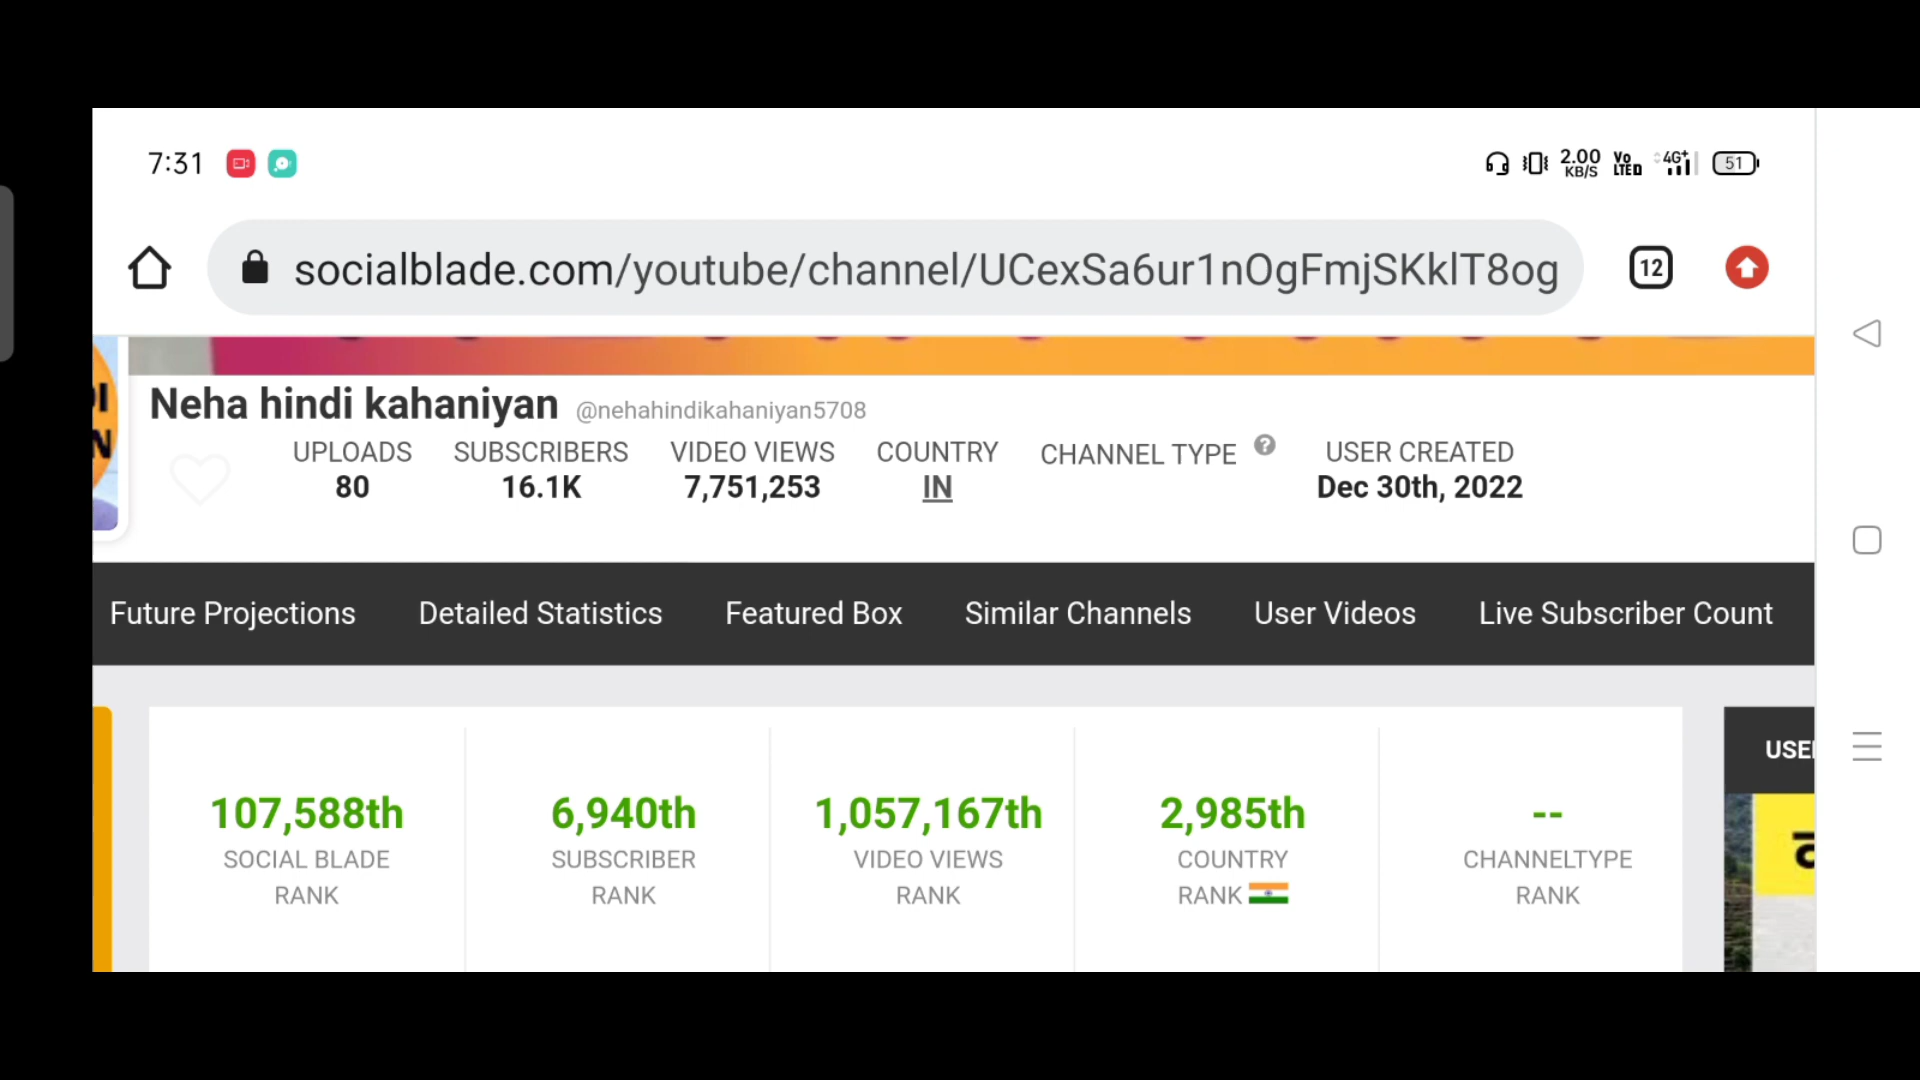 7:31 2.00 KB/S Vo LTE 4G+ 51
socialblade.com/youtube/channel/UCexSa6ur1nOgFmjSKklT8og 12
Neha hindi kahaniyan @nehahindikahaniyan5708
UPLOADS SUBSCRIBERS VIDEO VIEWS COUNTRY CHANNEL TYPE ? USER CREATED
80 16.1K 7,751,253 IN Dec 30th, 2022
Future Projections Detailed Statistics Featured Box Similar Channels User Videos Live Subscriber Count
107,588th 6,940th 1,057,167th 2,985th --
SOCIAL BLADE SUBSCRIBER VIDEO VIEWS COUNTRY CHANNELTYPE
RANK RANK RANK RANK RANK